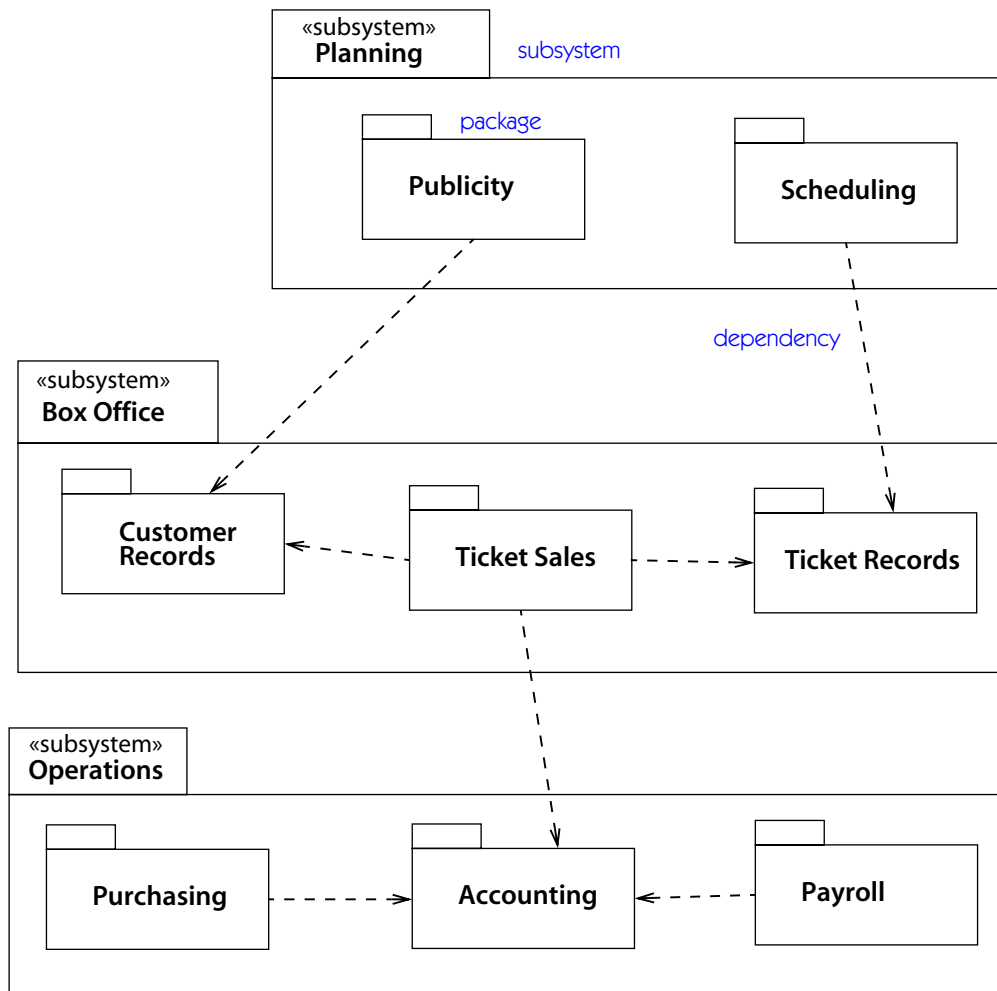 «subsystem»
Planning
subsystem
package
Publicity
Scheduling
dependency
«subsystem»
Box Office
Customer
Records
Ticket Sales
Ticket Records
«subsystem»
Operations
Purchasing
Accounting
Payroll